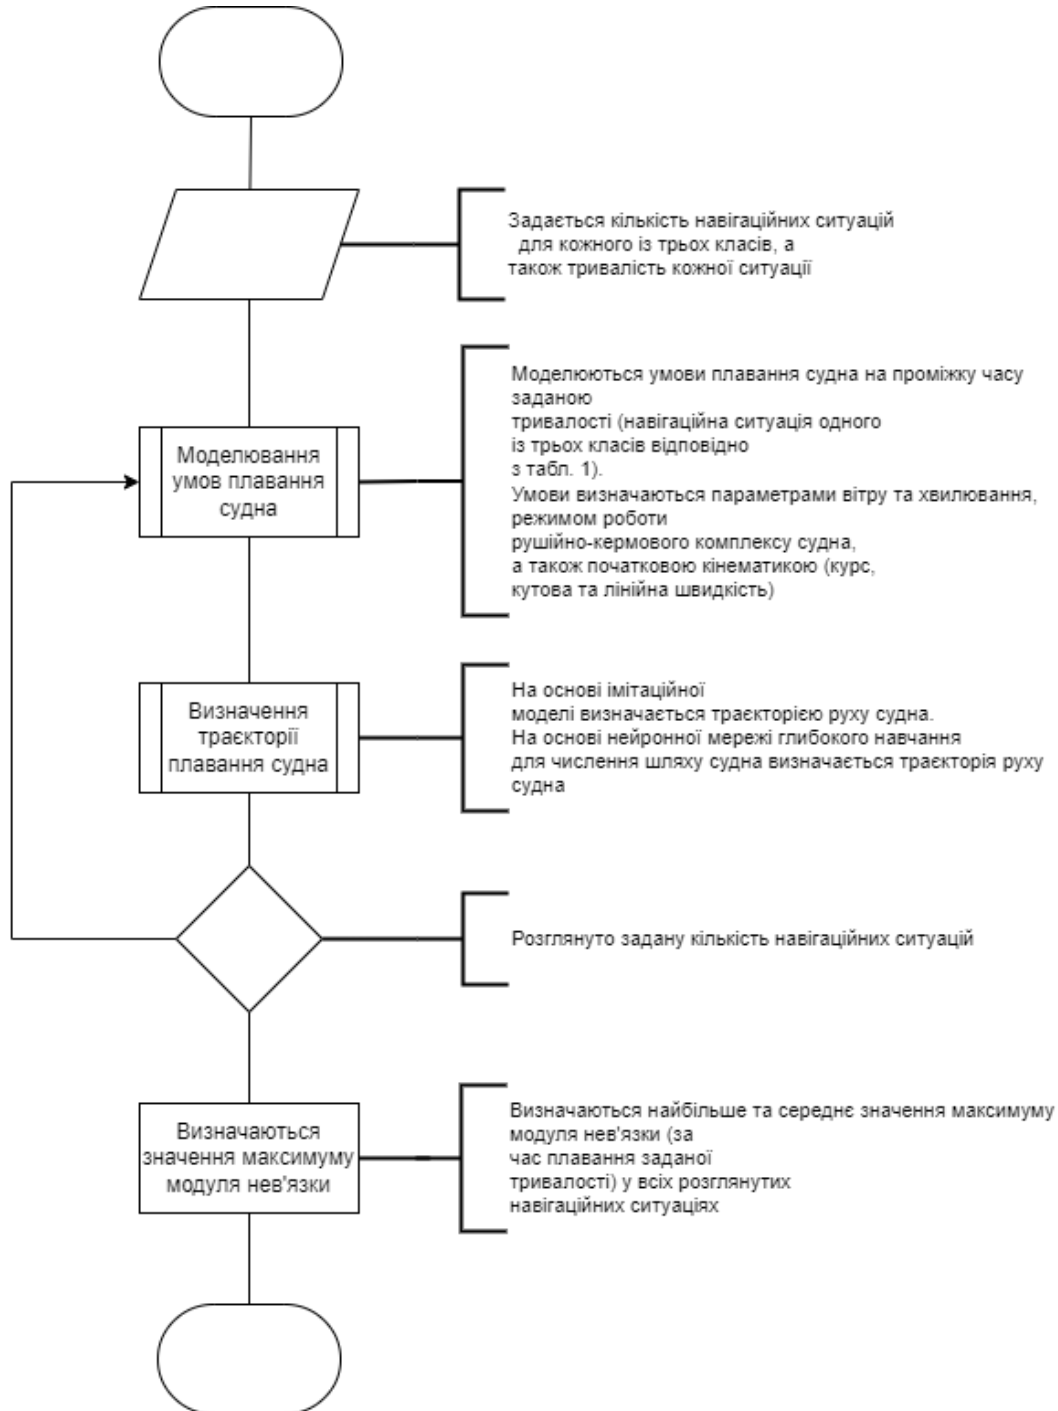 Задається кількість навігаційних ситуацій
для кожного із трьох класів, а
також тривалість кожної ситуації
Моделювання
умов плавання
судна
Моделюються умови плавання судна на проміжку часу
заданою
тривалості (навігаційна ситуація одного
із трьох класів відповідно
з табл. 1).
Умови визначаються параметрами вітру та хвилювання,
режимом роботи
рушійно-кермового комплексу судна,
а також початковою кінематикою (курс,
кутова та лінійна швидкість)
Визначення
траєкторії
плавання судна
На основі імітаційної
моделі визначається траєкторією руху судна.
На основі нейронної мережі глибокого навчання
для числення шляху судна визначається траєкторія руху
судна
Розглянуто задану кількість навігаційних ситуацій
Визначаються
значення максимуму
модуля нев'язки
Визначаються найбільше та середнє значення максимуму
модуля нев'язки (за
час плавання заданої
тривалості) у всіх розглянутих
навігаційних ситуаціях